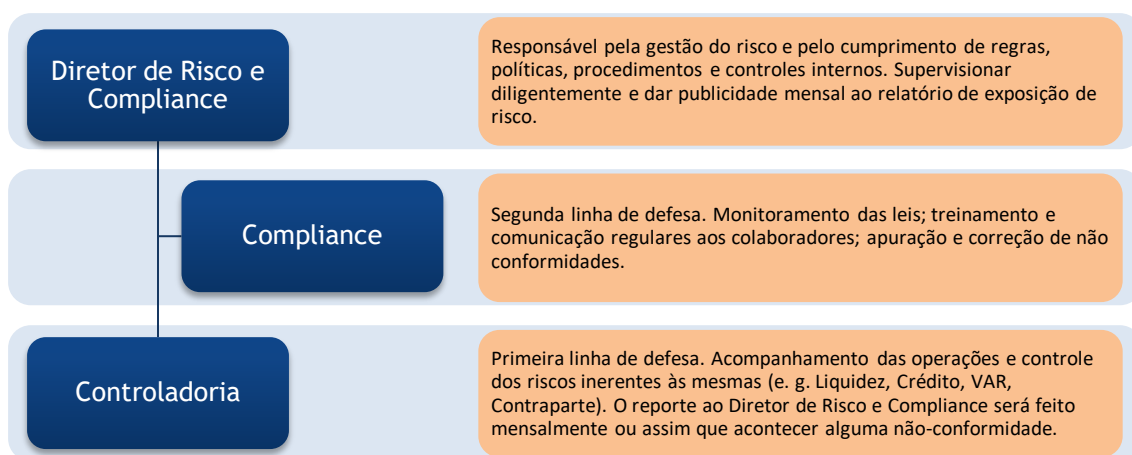 Diretor de Risco e
Compliance
Responsável pela gestão do risco e pelo cumprimento de regras,
políticas, procedimentos e controles internos. Supervisionar
diligentemente e dar publicidade mensal ao relatório de exposição de
risco.
Compliance
Segunda linha de defesa. Monitoramento das leis; treinamento e
comunicação regulares aos colaboradores; apuração e correção de não
conformidades.
Controladoria
Primeira linha de defesa. Acompanhamento das operações e controle
dos riscos inerentes às mesmas (e. g. Liquidez, Crédito, VAR,
Contraparte). O reporte ao Diretor de Risco e Compliance será feito
mensalmente ou assim que acontecer alguma não-conformidade.